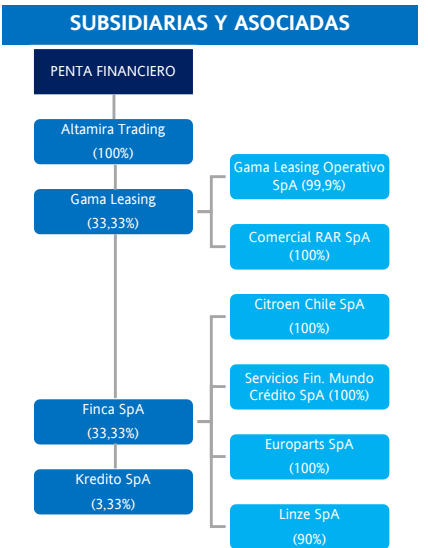 SUBSIDIARIAS Y ASOCIADAS
PENTA FINANCIERO
Altamira Trading
(100%)
Gama Leasing
(33,33%)
Gama Leasing Operativo
SpA (99,9%)
Comercial RAR SpA
(100%)
Citroen Chile SpA
(100%)
Servicios Fin. Mundo
Crédito SpA (100%)
Finca SpA
(33,33%)
Europarts SpA
(100%)
Kredito SpA
(3,33%)
Linze SpA
(90%)